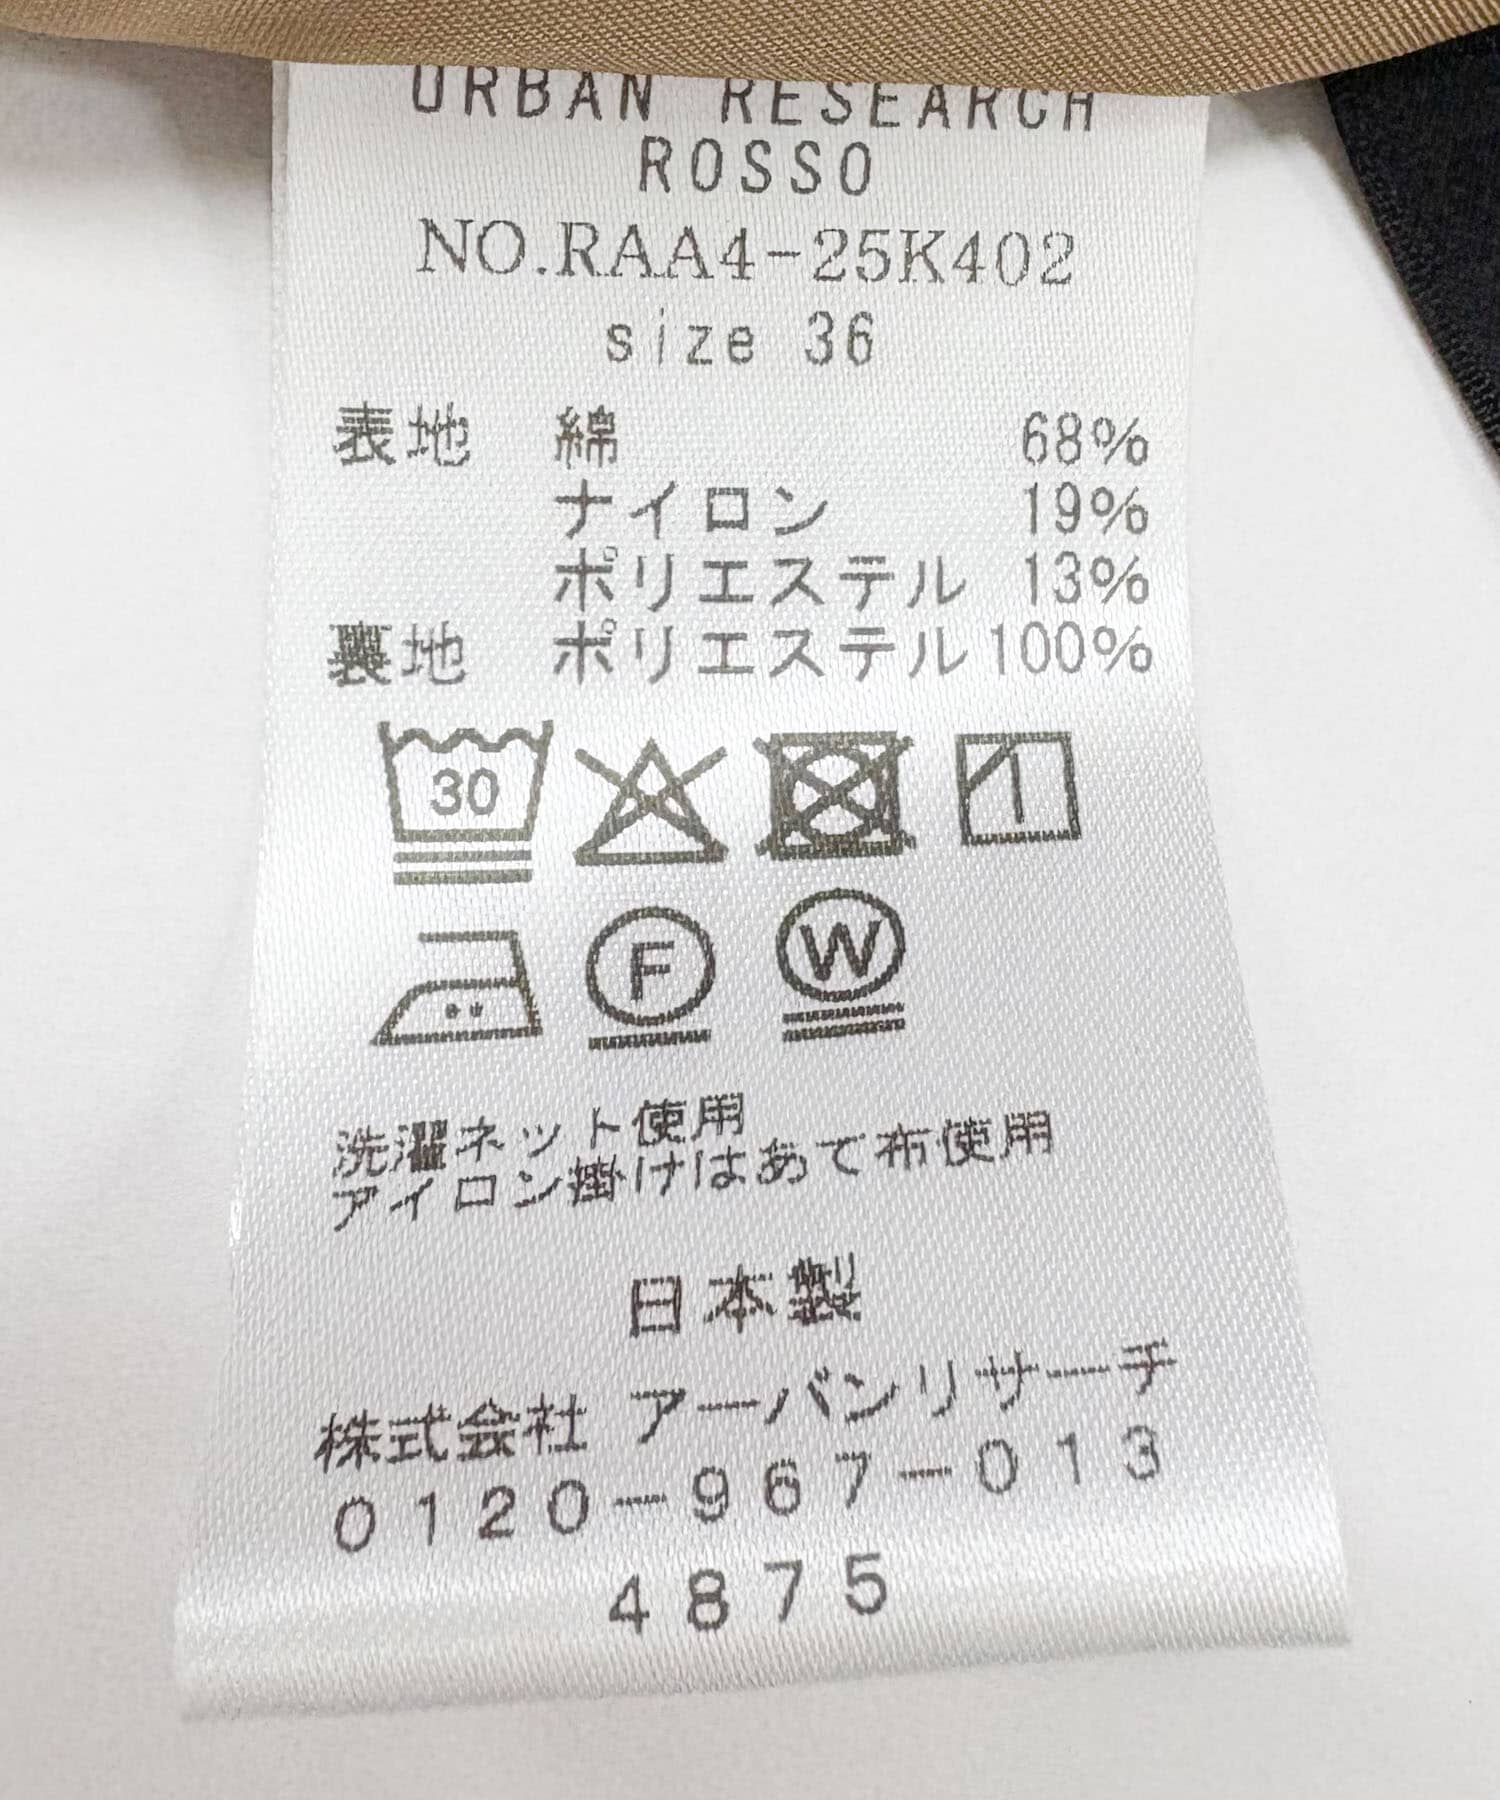 URBAN RESEARCH
ROSSO
NO.RAA4-25K402
size 36
表地 綿 68%
ナイロン 19%
ポリエステル 13%
裏地 ポリエステル 100%
30
F W
洗濯ネット使用
アイロン掛けはあて布使用
日本製
株式会社 アーバンリサーチ
0120-967-013
4875